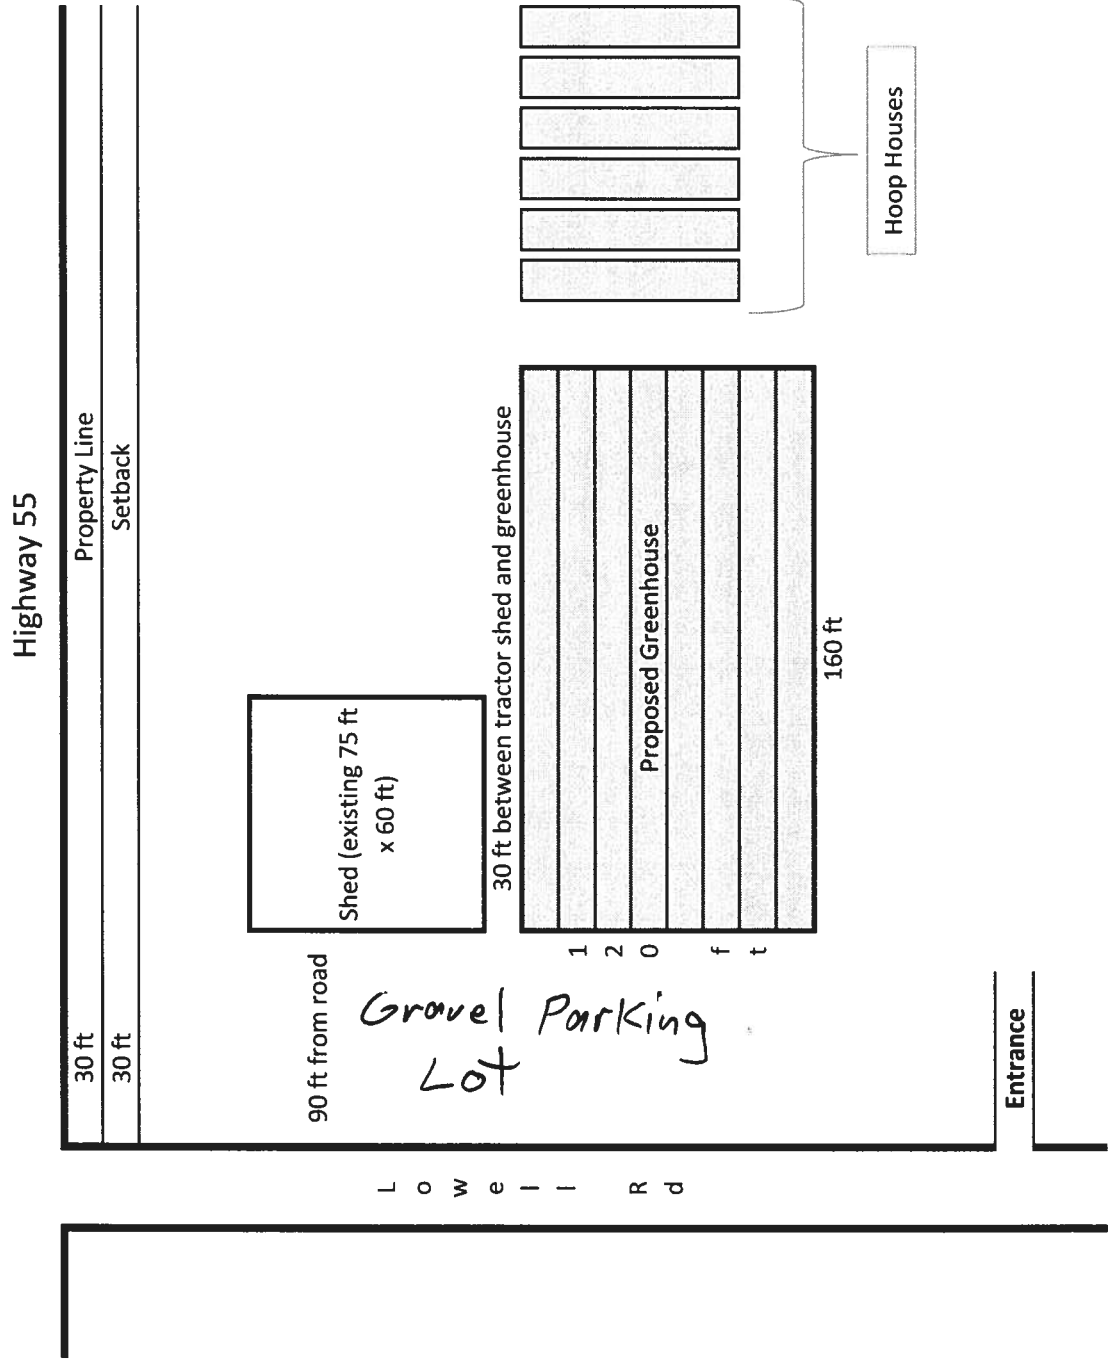 Highway 55
30 ft Property Line
30 ft Setback
Shed (existing 75 ft
x 60 ft)
90 ft from road
30 ft between tractor shed and greenhouse
Gravel Parking
Lot
120 ft
Proposed Greenhouse
160 ft
Hoop Houses
Lowell Rd
Entrance